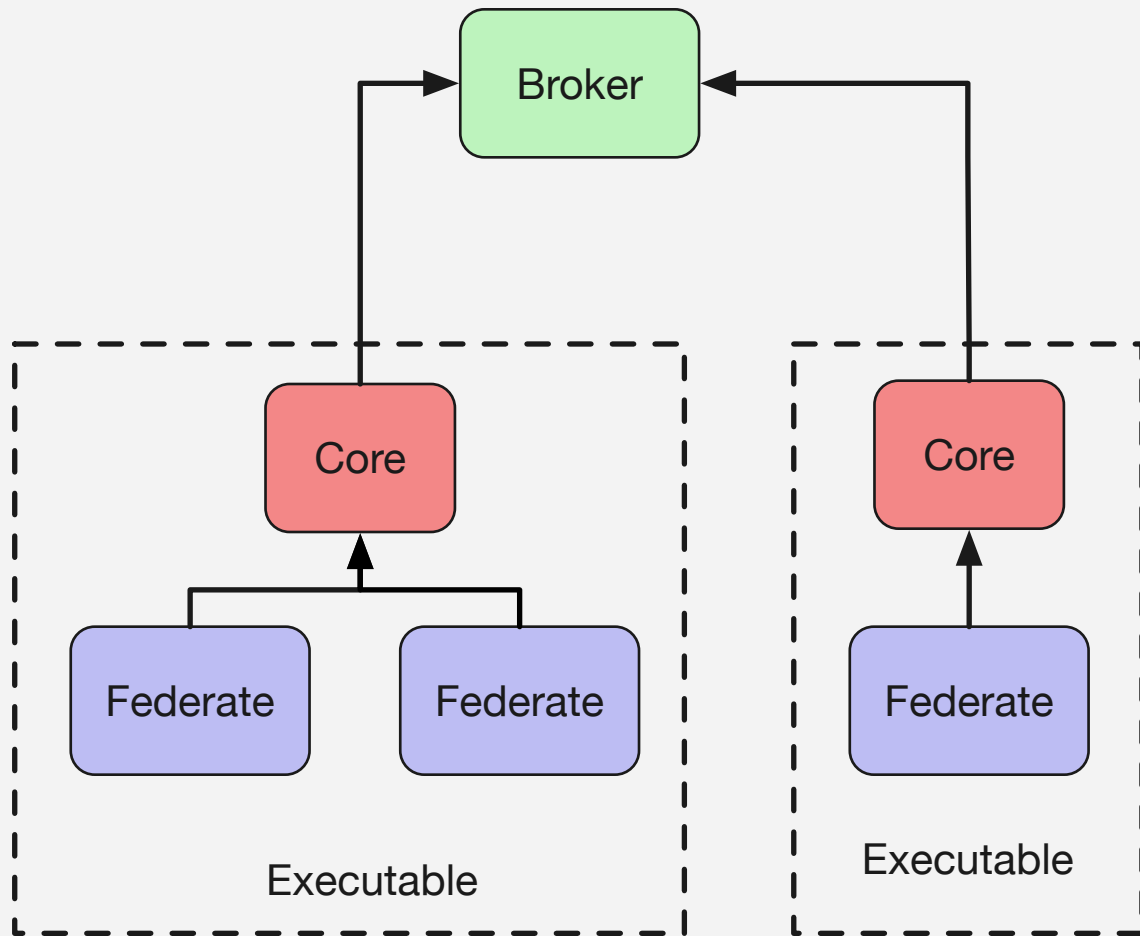 Broker
Core
Core
Federate
Federate
Federate
Executable
Executable